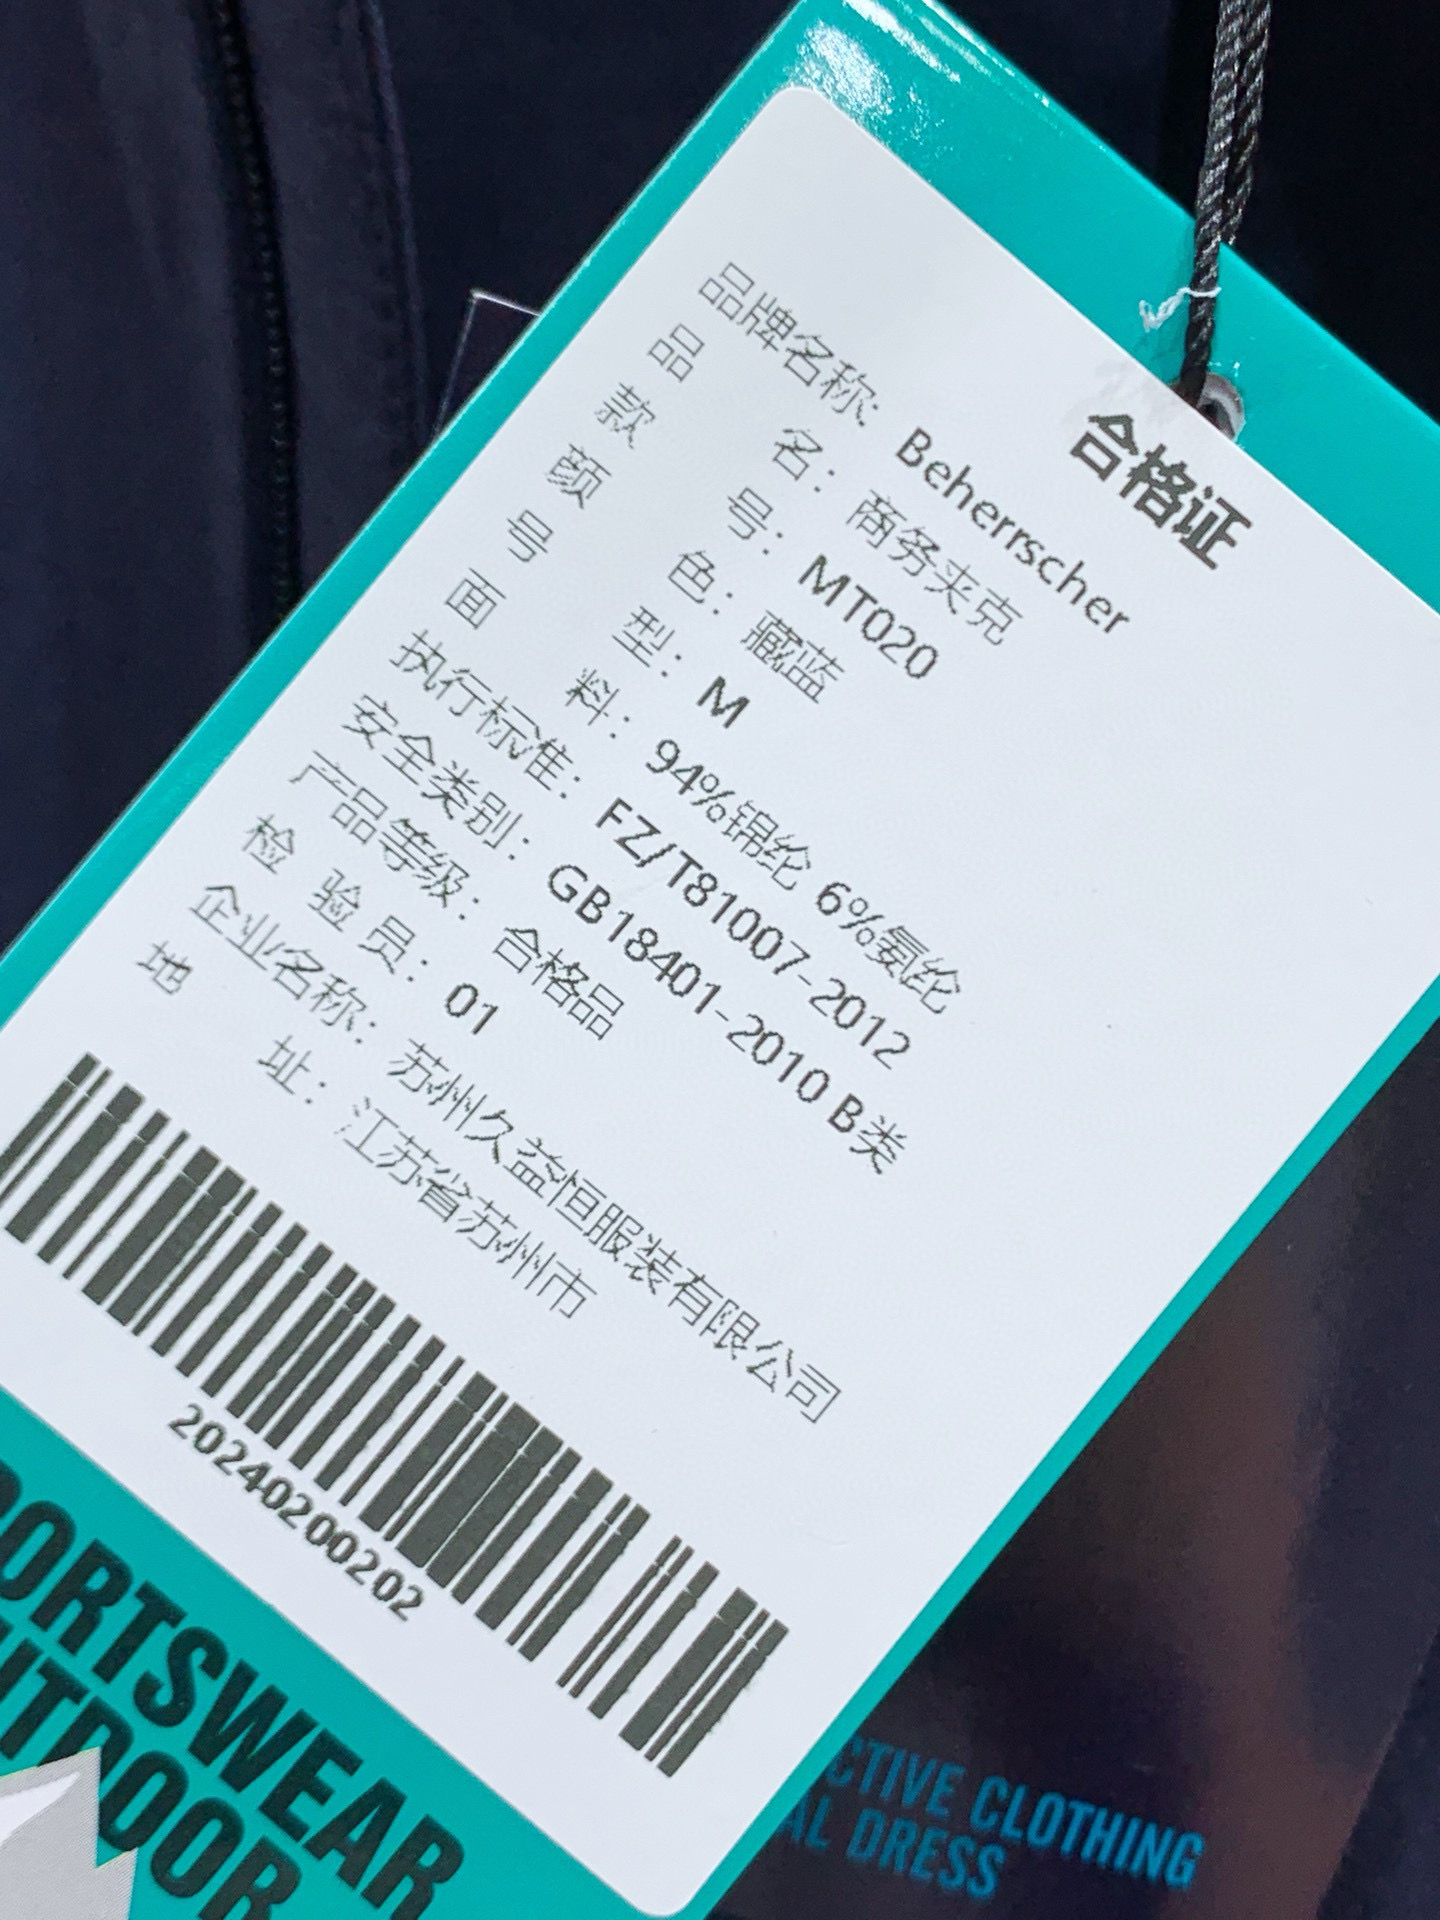 合格证
品牌名称: Beherrscher
品 名: 商务夹克
款 号: MT020
颜 色: 藏蓝
号 型: M
面 料: 94%锦纶 6%氨纶
执行标准: FZ/T81007-2012
安全类别: GB18401-2010 B类
产品等级: 合格品
检 验 员: 01
企业名称: 苏州久益恒服装有限公司
地 址: 江苏省苏州市
202402000202
PORTSWEAR
UTDOOR
CTIVE CLOTHING
AL DRESS